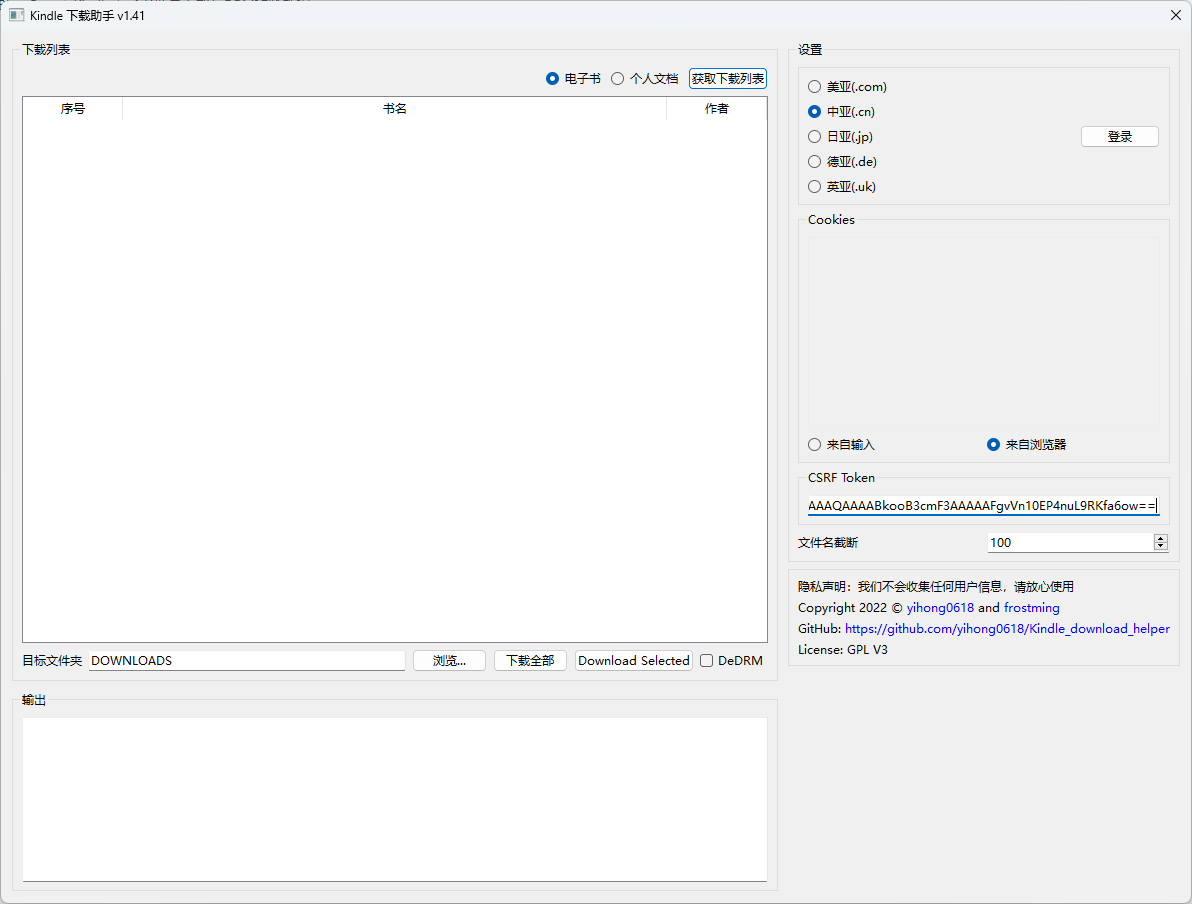 Kindle 下载助手 v1.41
下载列表
电子书 个人文档 获取下载列表
序号 书名 作者
目标文件夹 DOWNLOADS 浏览... 下载全部 Download Selected DeDRM
输出
设置
美亚(.com)
中亚(.cn)
日亚(.jp)
德亚(.de)
英亚(.uk)
登录
Cookies
来自输入 来自浏览器
CSRF Token
AAAQAAAABkooB3cmF3AAAAAFgvVn10EP4nuL9RKfa6ow==
文件名截断 100
隐私声明：我们不会收集任何用户信息，请放心使用
Copyright 2022 © yihong0618 and frostming
GitHub: https://github.com/yihong0618/Kindle_download_helper
License: GPL V3